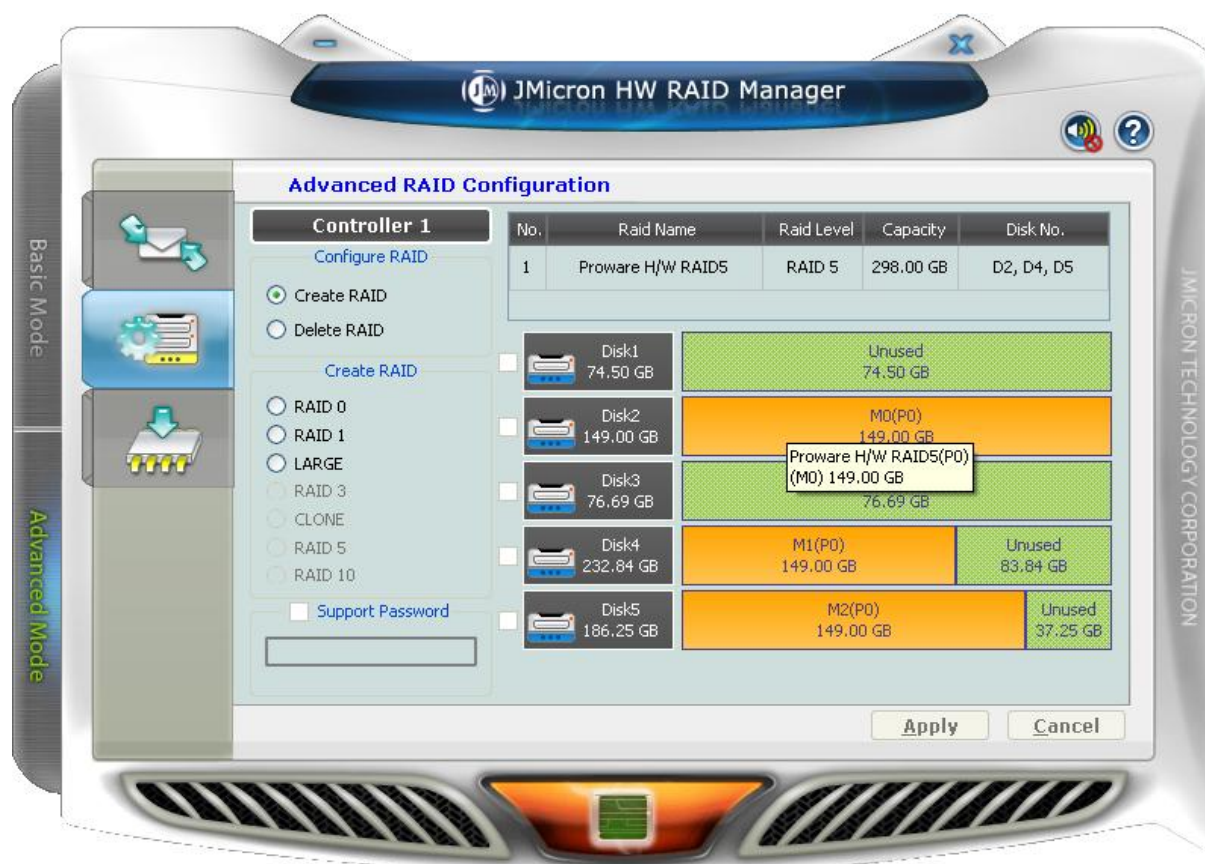 JMicron HW RAID Manager
Advanced RAID Configuration
Basic Mode
Advanced Mode
Controller 1
Configure RAID
Create RAID
Delete RAID
Create RAID
RAID 0
RAID 1
LARGE
RAID 3
CLONE
RAID 5
RAID 10
Support Password
No. Raid Name Raid Level Capacity Disk No.
1 Proware H/W RAID5 RAID 5 298.00 GB D2, D4, D5
Disk1
74.50 GB
Unused
74.50 GB
Disk2
149.00 GB
M0(P0)
149.00 GB
Proware H/W RAID5(P0)
(M0) 149.00 GB
Disk3
76.69 GB
76.69 GB
Disk4
232.84 GB
M1(P0)
149.00 GB
Unused
83.84 GB
Disk5
186.25 GB
M2(P0)
149.00 GB
Unused
37.25 GB
Apply Cancel
JMICRON TECHNOLOGY CORPORATION